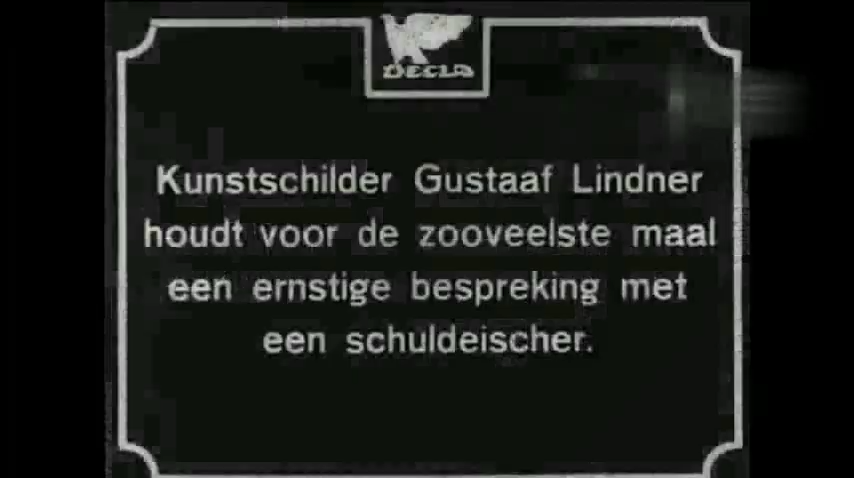 DECLA
Kunstschilder Gustaaf Lindner
houdt voor de zooveelste maal
een ernstige bespreking met
een schuldeischer.